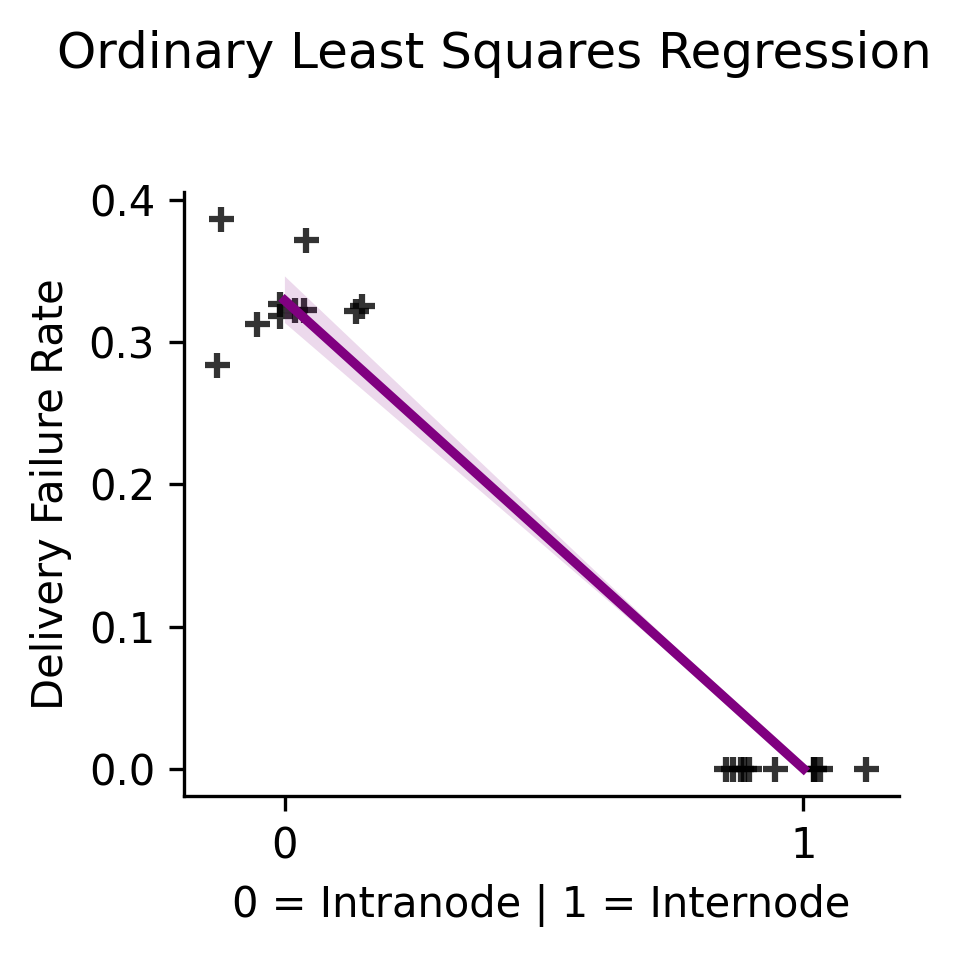 Ordinary Least Squares Regression
0.4
0.3
0.2
0.1
0.0
Delivery Failure Rate
0 1
0 = Intranode | 1 = Internode